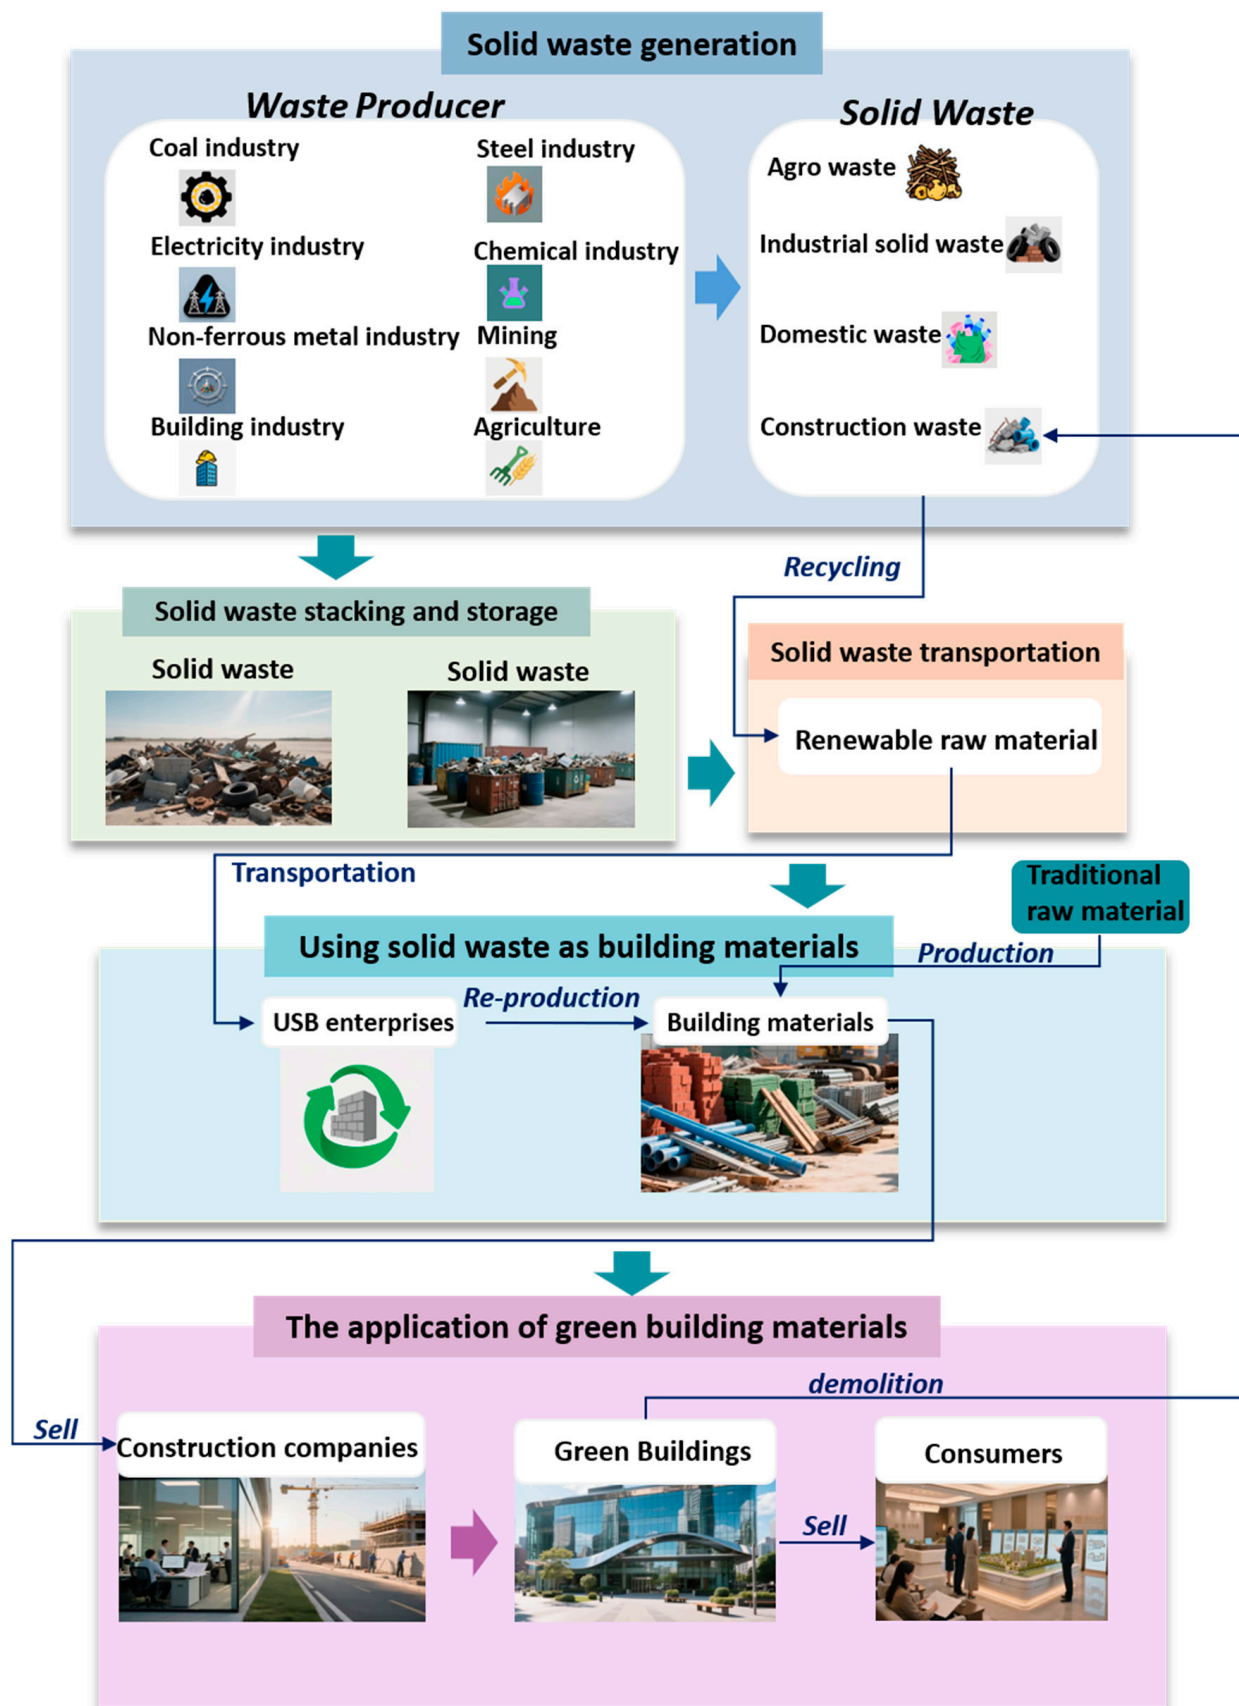 Solid waste generation
Waste Producer
Solid Waste
Coal industry
Steel industry
Electricity industry
Chemical industry
Non-ferrous metal industry
Mining
Building industry
Agriculture
Agro waste
Industrial solid waste
Domestic waste
Construction waste
Recycling
Solid waste stacking and storage
Solid waste
Solid waste
Solid waste transportation
Renewable raw material
Transportation
Traditional
raw material
Using solid waste as building materials
Production
USB enterprises
Re-production
Building materials
The application of green building materials
demolition
Sell
Construction companies
Green Buildings
Sell
Consumers